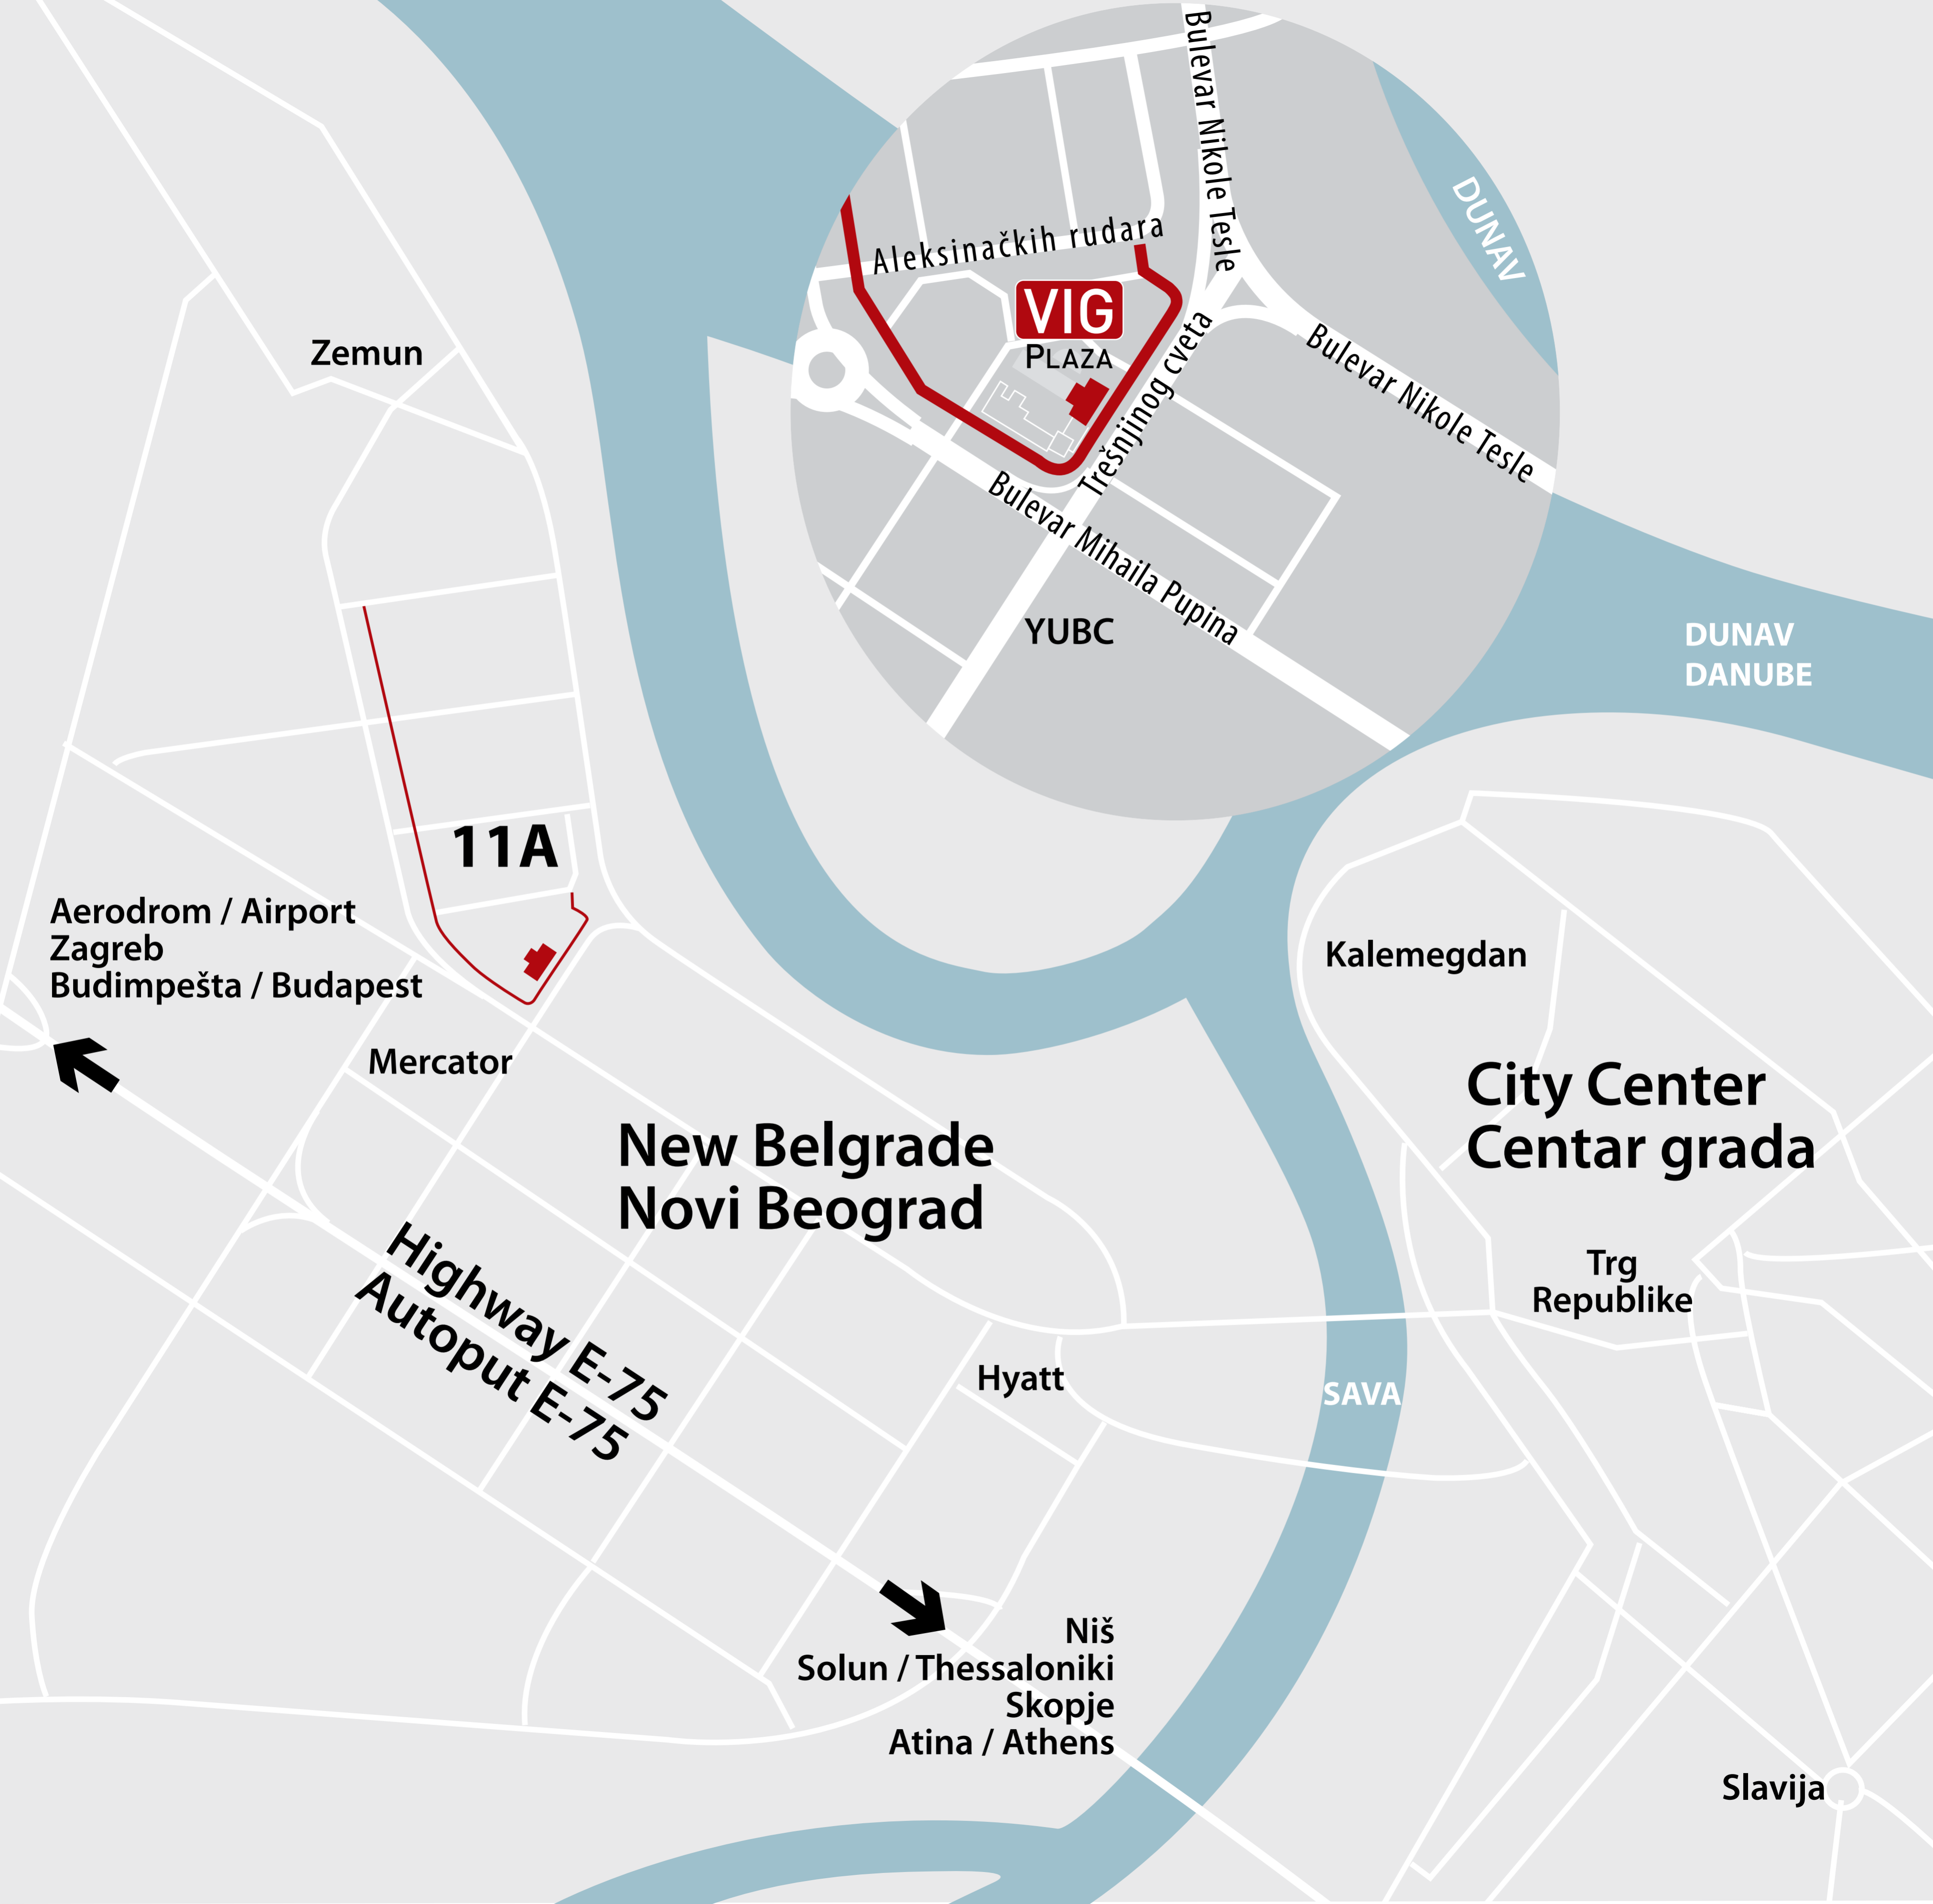 Bulevar Nikole Tesle
DUNAV
Aleksinačkih rudara
VIG
PLAZA
Trešnjinog cveta
Bulevar Nikole Tesle
Bulevar Mihaila Pupina
YUBC
Zemun
DUNAV
DANUBE
11A
Aerodrom / Airport
Zagreb
Budimpešta / Budapest
Mercator
Kalemegdan
New Belgrade
Novi Beograd
City Center
Centar grada
Highway E-75
Autoput E-75
Trg
Republike
Hyatt
SAVA
Niš
Solun / Thessaloniki
Skopje
Atina / Athens
Slavija